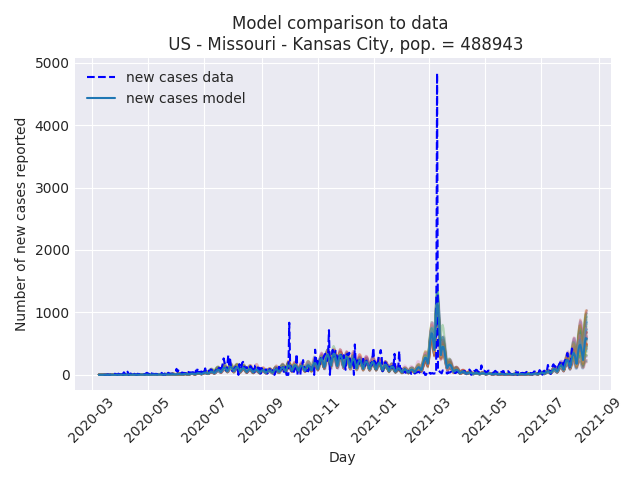 Model comparison to data
US - Missouri - Kansas City, pop. = 488943
new cases data
new cases model
Number of new cases reported
5000
4000
3000
2000
1000
0
2020-03
2020-05
2020-07
2020-09
2020-11
2021-01
2021-03
2021-05
2021-07
2021-09
Day